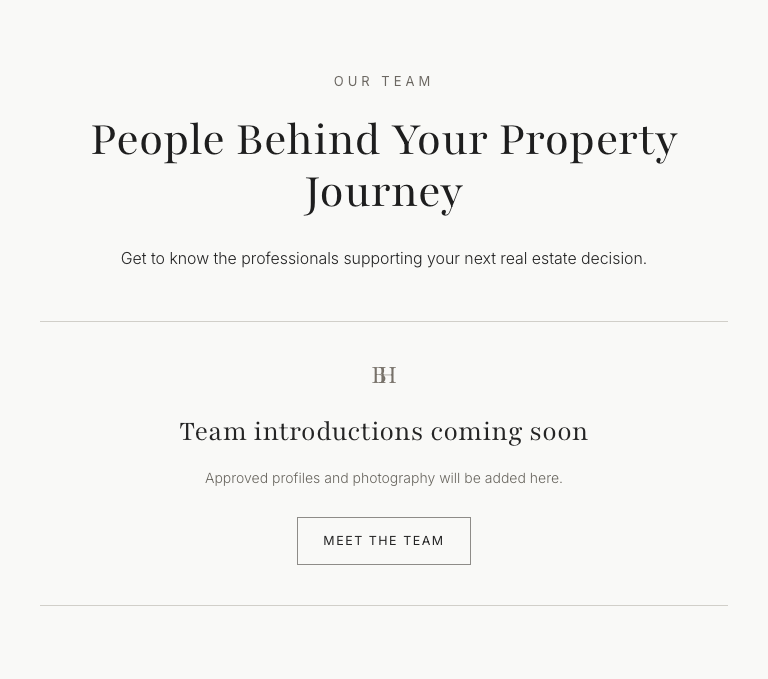 OUR TEAM
People Behind Your Property
Journey
Get to know the professionals supporting your next real estate decision.
BH
Team introductions coming soon
Approved profiles and photography will be added here.
MEET THE TEAM